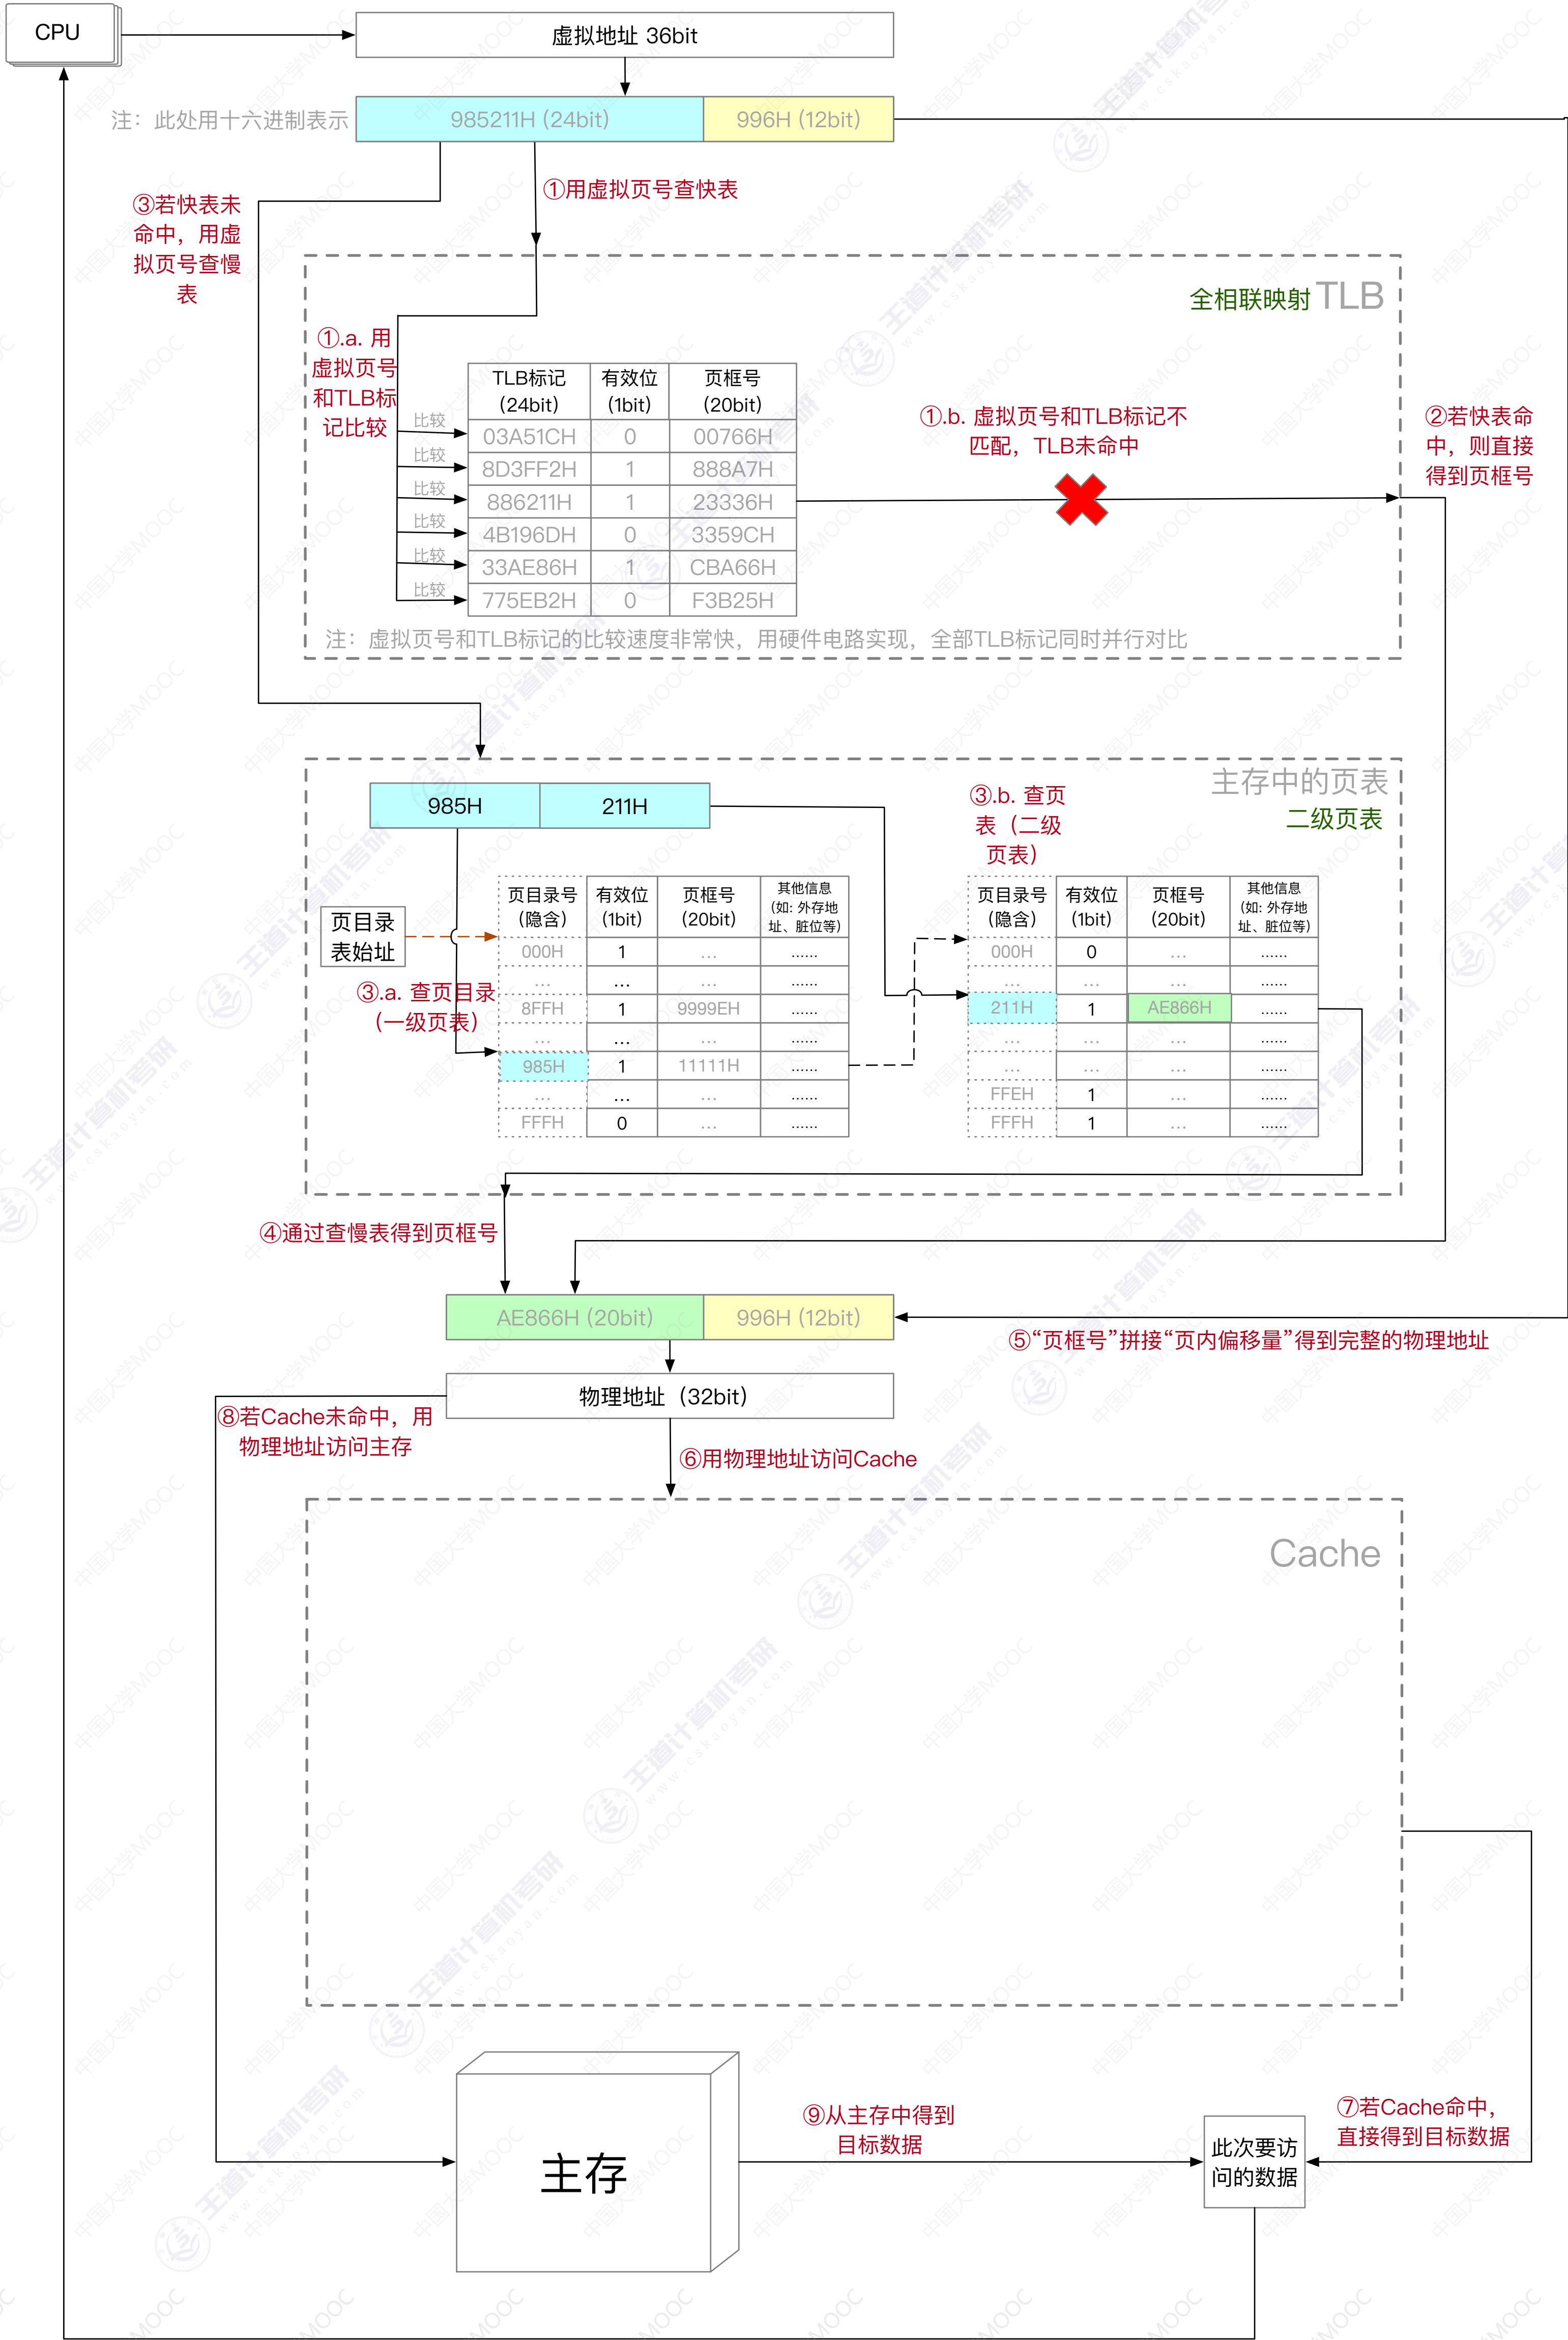 CPU
虚拟地址 36bit
注：此处用十六进制表示
985211H (24bit)
996H (12bit)
①用虚拟页号查快表
③若快表未
命中，用虚
拟页号查慢
表
全相联映射 TLB
①.a. 用
虚拟页号
和TLB标
记比较
TLB标记
(24bit)
有效位
(1bit)
页框号
(20bit)
比较
03A51CH
0
00766H
比较
8D3FF2H
1
888A7H
比较
886211H
1
23336H
比较
4B196DH
0
3359CH
比较
33AE86H
1
CBA66H
比较
775EB2H
0
F3B25H
①.b. 虚拟页号和TLB标记不
匹配，TLB未命中
②若快表命
中，则直接
得到页框号
注：虚拟页号和TLB标记的比较速度非常快，用硬件电路实现，全部TLB标记同时并行对比
主存中的页表
二级页表
985H
211H
③.b. 查页
表（二级
页表）
页目录
表始址
③.a. 查页目录
（一级页表）
页目录号
（隐含）
有效位
(1bit)
页框号
(20bit)
其他信息
(如: 外存地
址、脏位等)
000H
1
...
......
...
...
...
......
8FFH
1
9999EH
......
...
...
...
......
985H
1
11111H
......
...
...
...
......
FFFH
0
...
......
页目录号
（隐含）
有效位
(1bit)
页框号
(20bit)
其他信息
(如: 外存地
址、脏位等)
000H
0
...
......
...
...
...
......
211H
1
AE866H
......
...
...
...
......
...
...
...
......
FFEH
1
...
......
FFFH
1
...
......
④通过查慢表得到页框号
AE866H (20bit)
996H (12bit)
⑤“页框号”拼接“页内偏移量”得到完整的物理地址
物理地址（32bit）
⑧若Cache未命中，用
物理地址访问主存
⑥用物理地址访问Cache
Cache
主存
⑨从主存中得到
目标数据
此次要访
问的数据
⑦若Cache命中，
直接得到目标数据
王道计算机考研
www.cskaoyan.com
中国大学MOOC